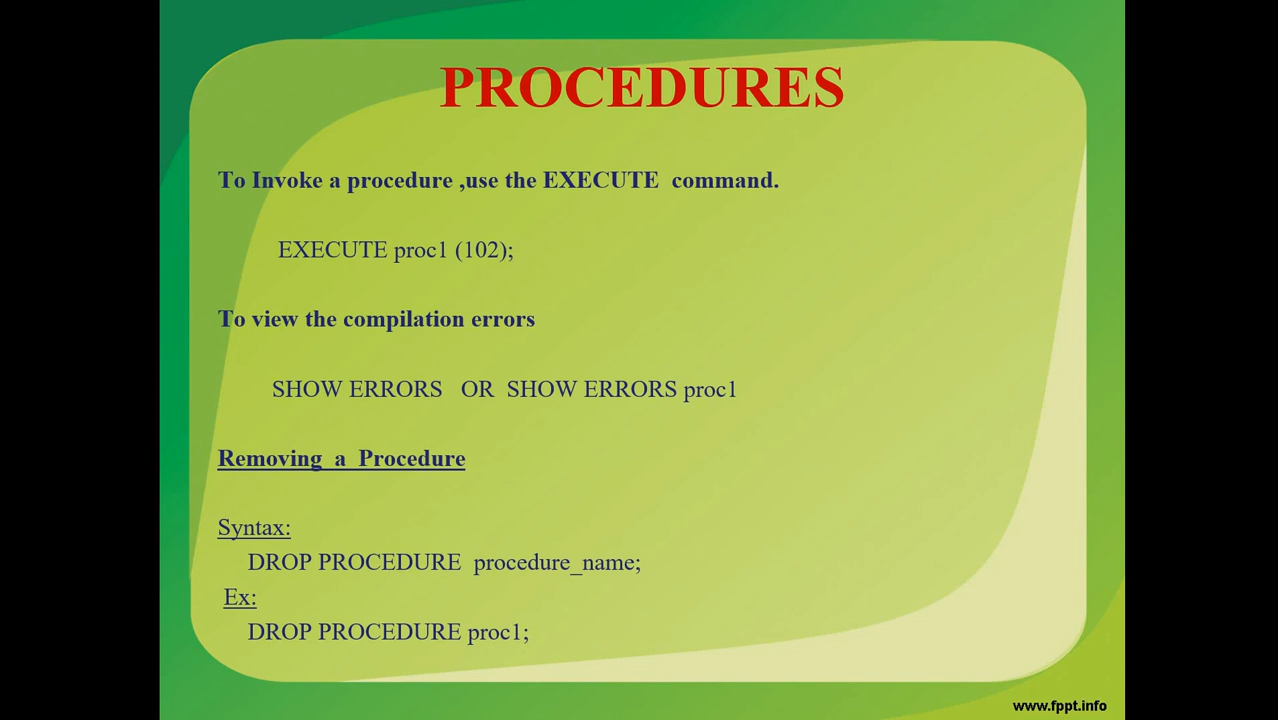 PROCEDURES
To Invoke a procedure ,use the EXECUTE  command.
EXECUTE proc1 (102);
To view the compilation errors
SHOW ERRORS   OR  SHOW ERRORS proc1
Removing  a  Procedure
Syntax:
DROP PROCEDURE  procedure_name;
Ex:
DROP PROCEDURE proc1;
www.fppt.info